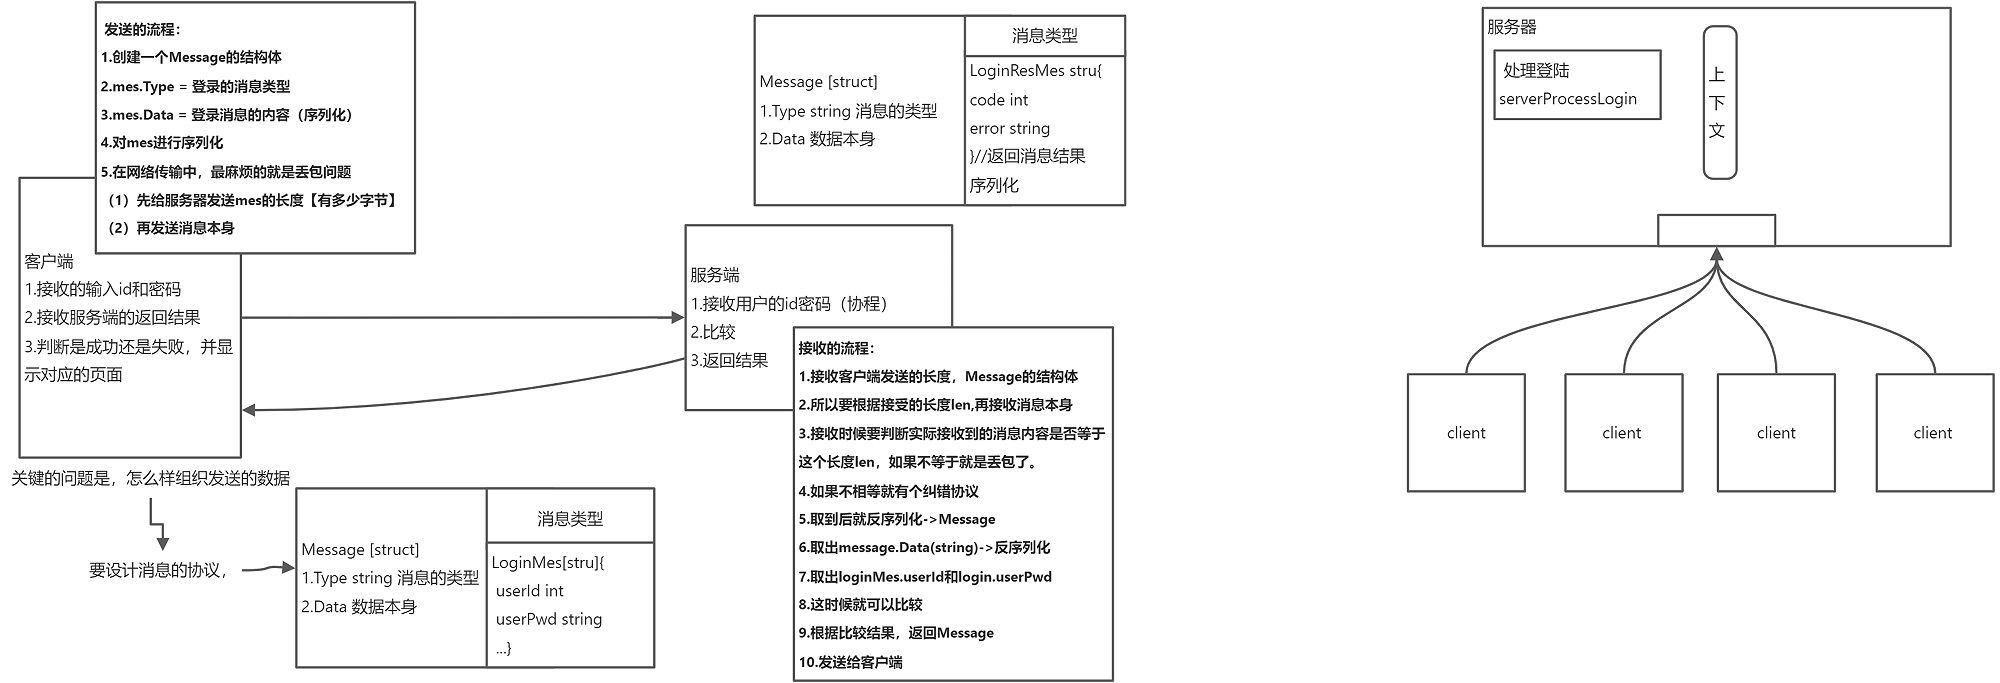 发送的流程：
1.创建一个Message的结构体
2.mes.Type = 登录的消息类型
3.mes.Data = 登录消息的内容（序列化）
4.对mes进行序列化
5.在网络传输中，最麻烦的就是丢包问题
（1）先给服务器发送mes的长度【有多少字节】
（2）再发送消息本身
客户端
1.接收的输入id和密码
2.接收服务端的返回结果
3.判断是成功还是失败，并显
示对应的页面
关键的问题是，怎么样组织发送的数据
要设计消息的协议，
Message [struct]
1.Type string 消息的类型
2.Data 数据本身
消息类型
LoginMes[stru]{
userId int
userPwd string
...}
Message [struct]
1.Type string 消息的类型
2.Data 数据本身
消息类型
LoginResMes stru{
code int
error string
}//返回消息结果
序列化
服务端
1.接收用户的id密码（协程）
2.比较
3.返回结果
接收的流程：
1.接收客户端发送的长度，Message的结构体
2.所以要根据接受的长度len,再接收消息本身
3.接收时候要判断实际接收到的消息内容是否等于
这个长度len，如果不等于就是丢包了。
4.如果不相等就有个纠错协议
5.取到后就反序列化->Message
6.取出message.Data(string)->反序列化
7.取出loginMes.userId和login.userPwd
8.这时候就可以比较
9.根据比较结果，返回Message
10.发送给客户端
服务器
处理登陆
serverProcessLogin
上
下
文
client
client
client
client